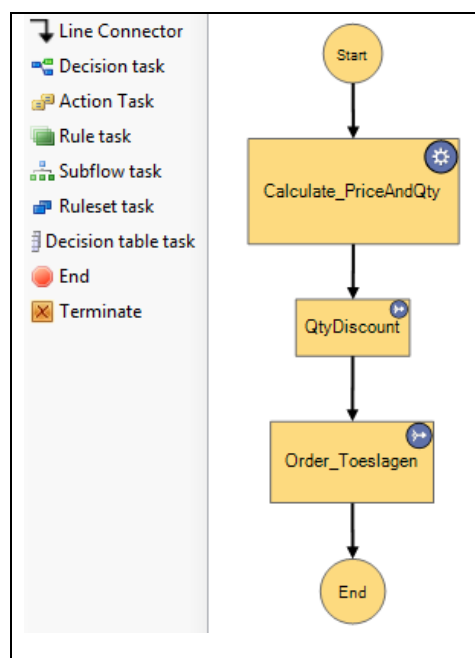 Line Connector
Decision task
Action Task
Rule task
Subflow task
Ruleset task
Decision table task
End
Terminate
Start
Calculate_PriceAndQty
QtyDiscount
Order_Toeslagen
End